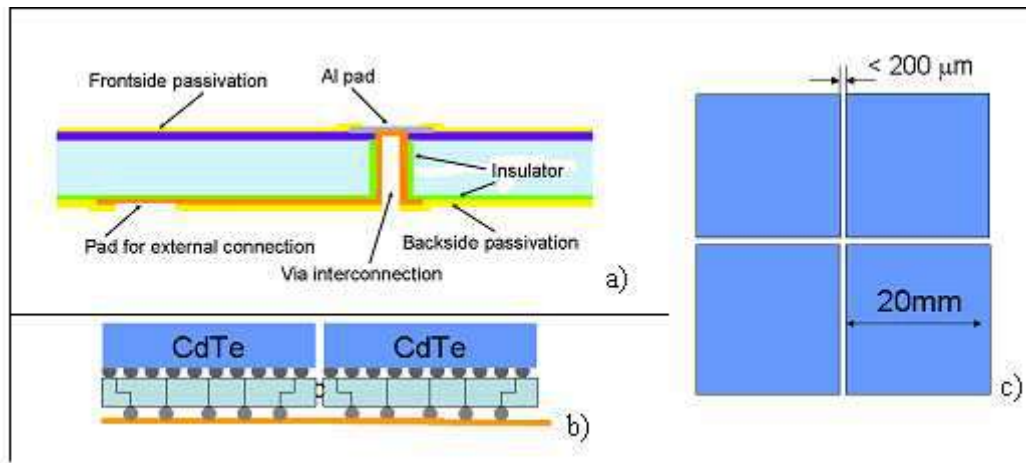 Frontside passivation
Al pad
Insulator
Pad for external connection
Backside passivation
Via interconnection
a)
CdTe
CdTe
b)
< 200 μm
20mm
c)